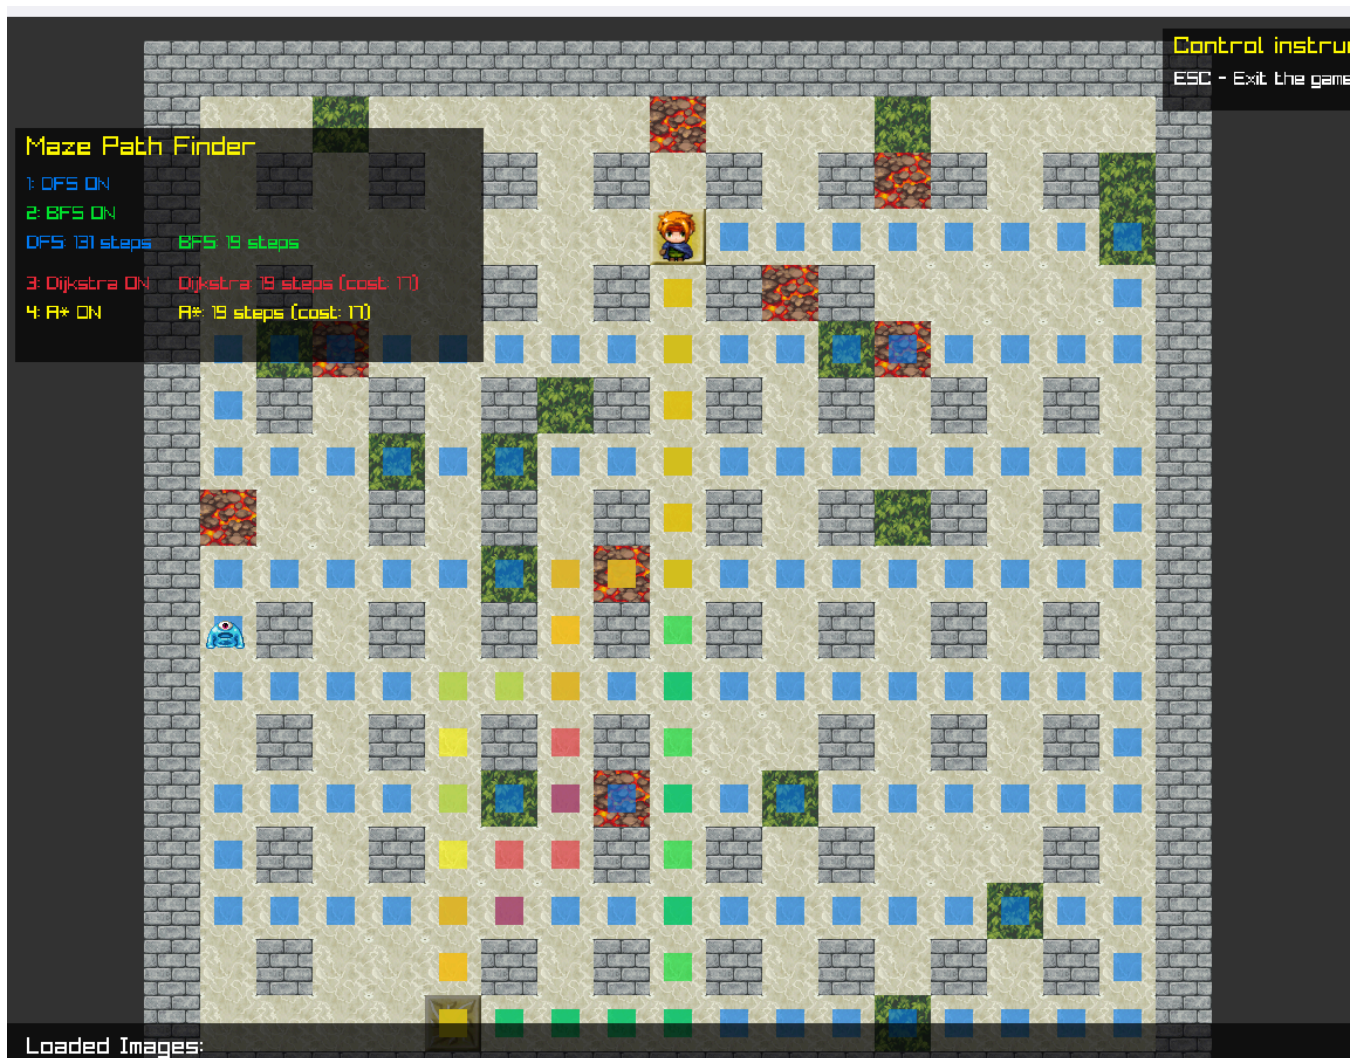 Control instru
ESC - Exit the game
Maze Path Finder
1: DFS ON
2: BFS ON
DFS: 131 steps BFS: 19 steps
3: Dijkstra ON Dijkstra 19 steps (cost: 17)
4: A* ON A*: 19 steps (cost: 17)
Loaded Images: